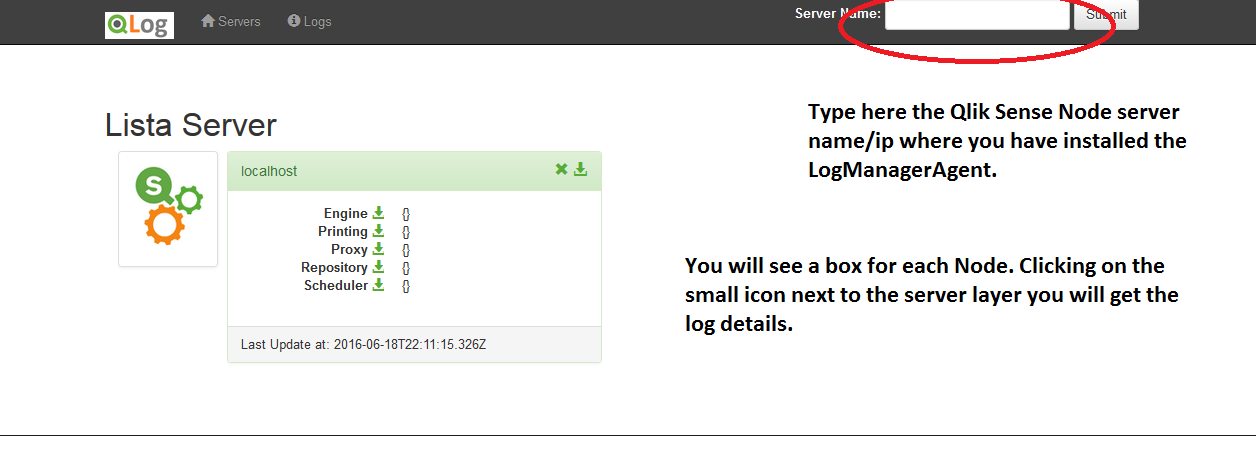 QLog Servers Logs Server Name: Submit
Type here the Qlik Sense Node server
name/ip where you have installed the
LogManagerAgent.
Lista Server
S
localhost
Engine {}
Printing {}
Proxy {}
Repository {}
Scheduler {}
Last Update at: 2016-06-18T22:11:15.326Z
You will see a box for each Node. Clicking on the
small icon next to the server layer you will get the
log details.